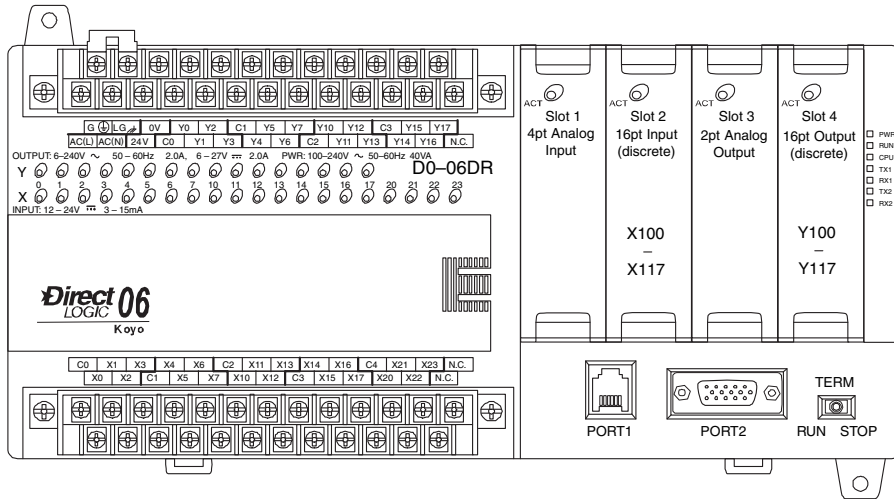 G LG 0V Y0 Y2 C1 Y5 Y7 Y10 Y12 C3 Y15 Y17
AC(L) AC(N) 24V C0 Y1 Y3 Y4 Y6 C2 Y11 Y13 Y14 Y16 N.C.
OUTPUT: 6–240V ∼ 50–60Hz 2.0A, 6–27V ⎓ 2.0A PWR: 100–240V ∼ 50–60Hz 40VA
D0–06DR
Y
0 1 2 3 4 5 6 7 10 11 12 13 14 15 16 17 20 21 22 23
X
INPUT: 12–24V ⎓ 3–15mA
Direct
LOGIC 06
Koyo
C0 X1 X3 X4 X6 C2 X11 X13 X14 X16 C4 X21 X23 N.C.
X0 X2 C1 X5 X7 X10 X12 C3 X15 X17 X20 X22 N.C.
ACT
Slot 1
4pt Analog
Input
ACT
Slot 2
16pt Input
(discrete)
X100
–
X117
ACT
Slot 3
2pt Analog
Output
ACT
Slot 4
16pt Output
(discrete)
Y100
–
Y117
PWR
RUN
CPU
TX1
RX1
TX2
RX2
PORT1
PORT2
TERM
RUN STOP